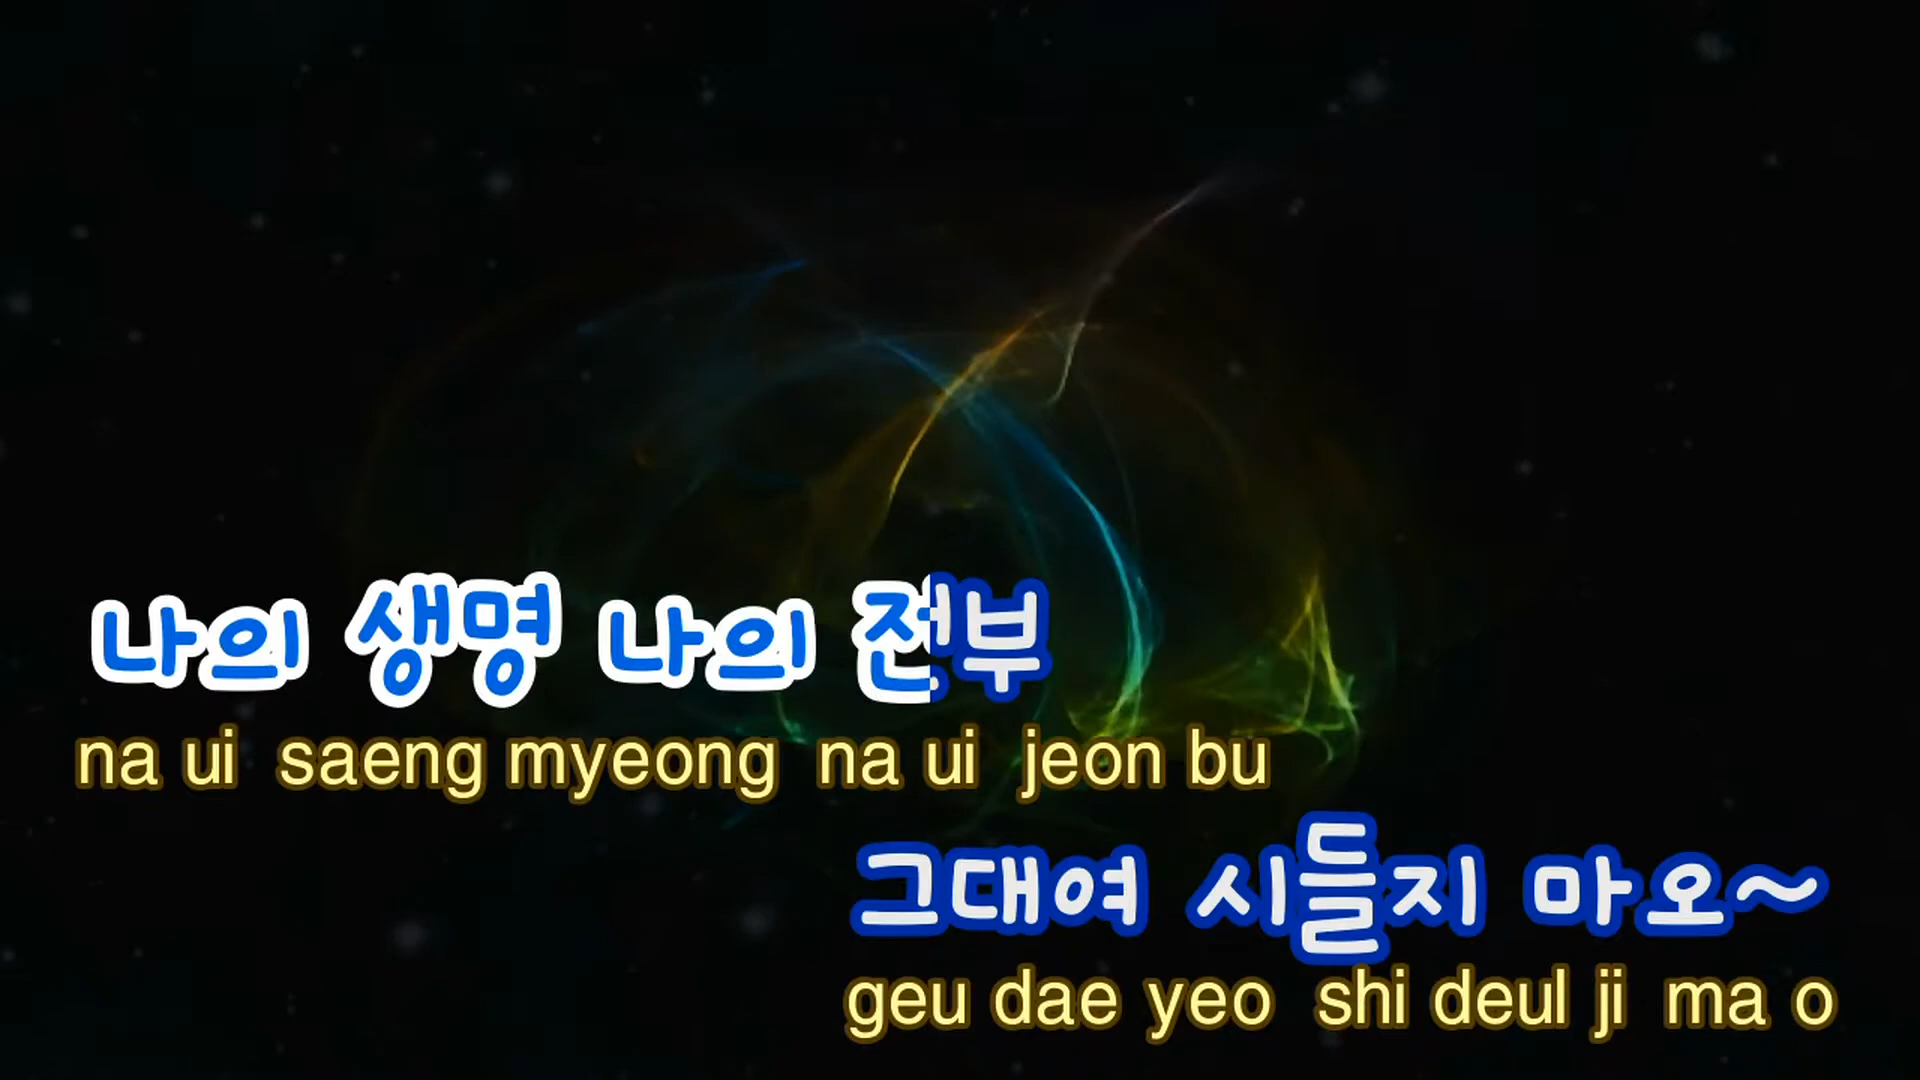 나의 생명 나의 전부
na ui saeng myeong na ui jeon bu
그대여 시들지 마오~
geu dae yeo shi deul ji ma o